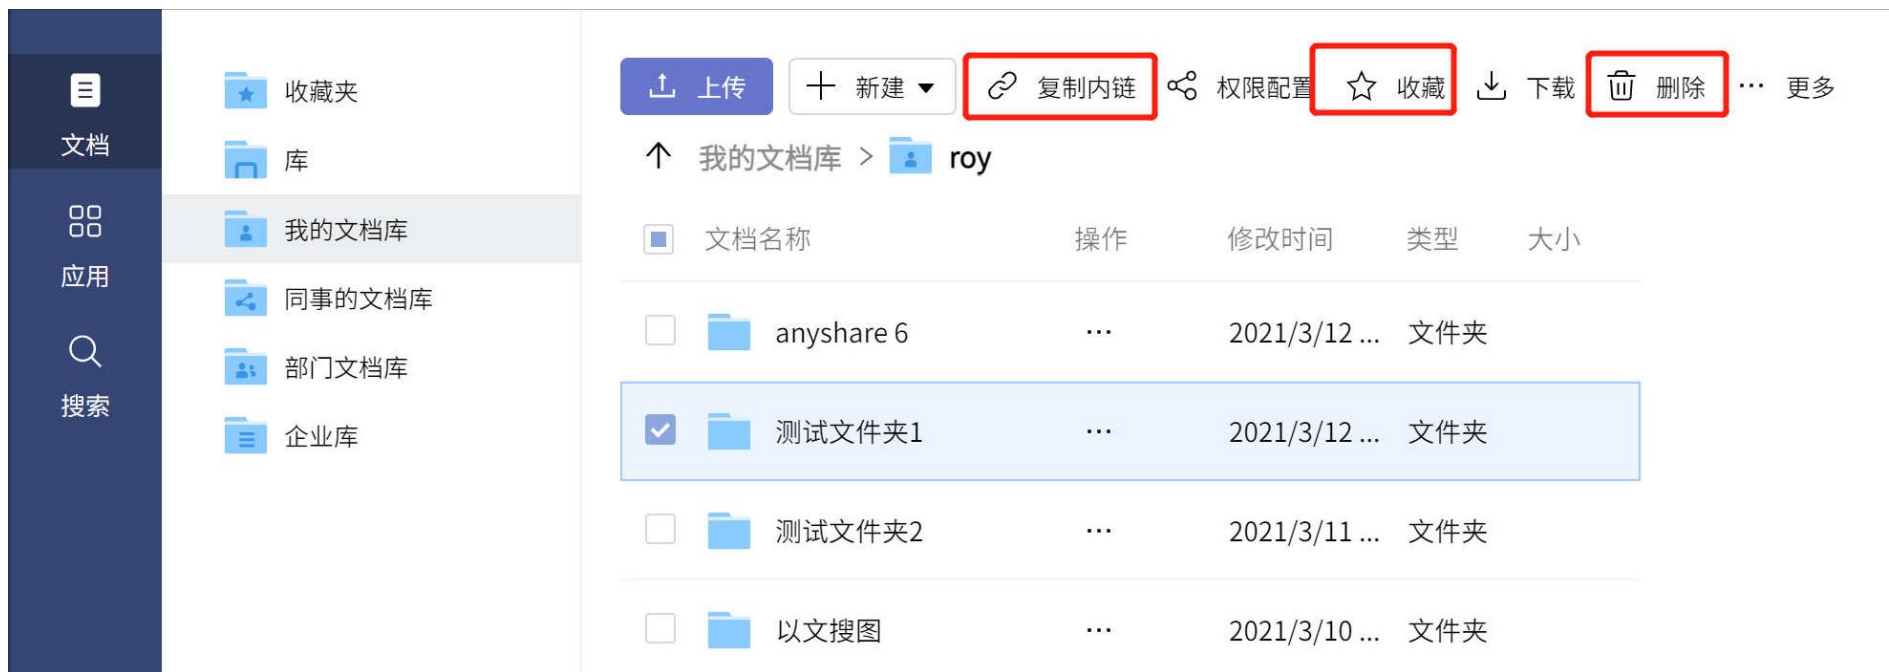 文档
应用
搜索
收藏夹
库
我的文档库
同事的文档库
部门文档库
企业库
上传 新建 复制内链 权限配置 收藏 下载 删除 ··· 更多
我的文档库 > roy
文档名称 操作 修改时间 类型 大小
anyshare 6 ··· 2021/3/12 ... 文件夹
测试文件夹1 ··· 2021/3/12 ... 文件夹
测试文件夹2 ··· 2021/3/11 ... 文件夹
以文搜图 ··· 2021/3/10 ... 文件夹